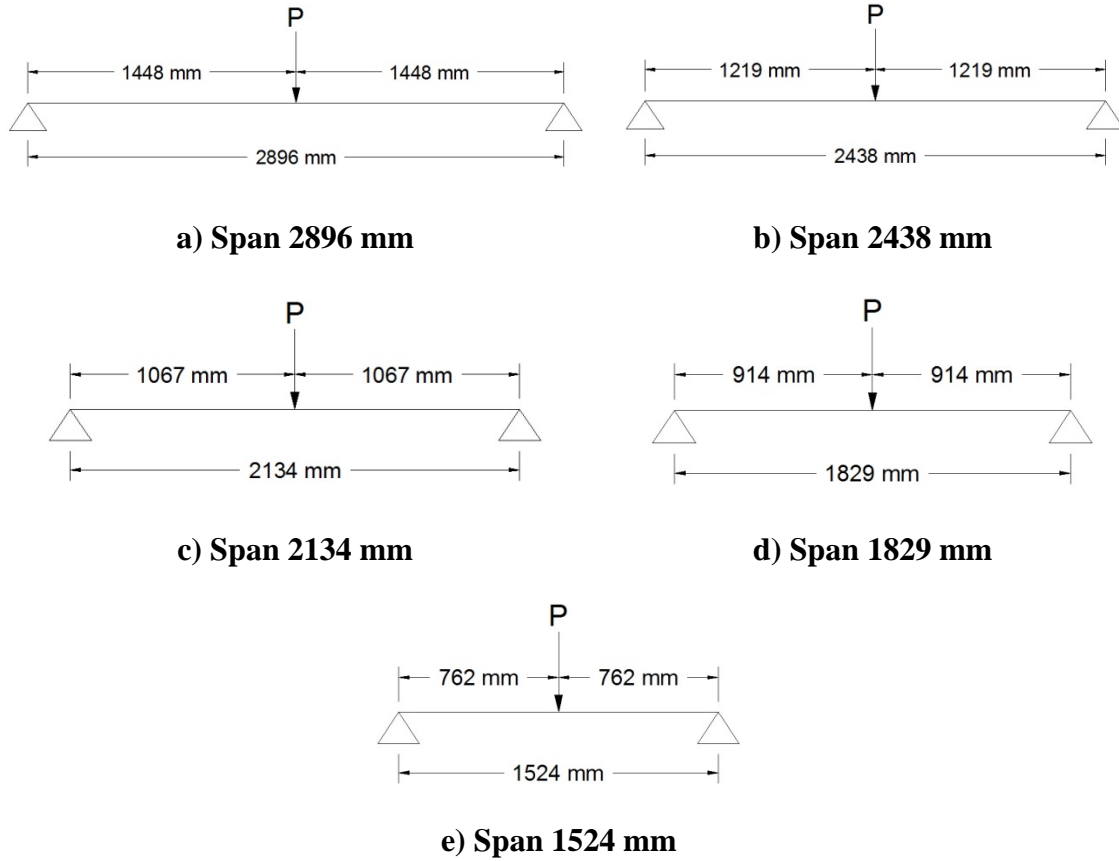 P
1448 mm 1448 mm
2896 mm
a) Span 2896 mm
P
1219 mm 1219 mm
2438 mm
b) Span 2438 mm
P
1067 mm 1067 mm
2134 mm
c) Span 2134 mm
P
914 mm 914 mm
1829 mm
d) Span 1829 mm
P
762 mm 762 mm
1524 mm
e) Span 1524 mm